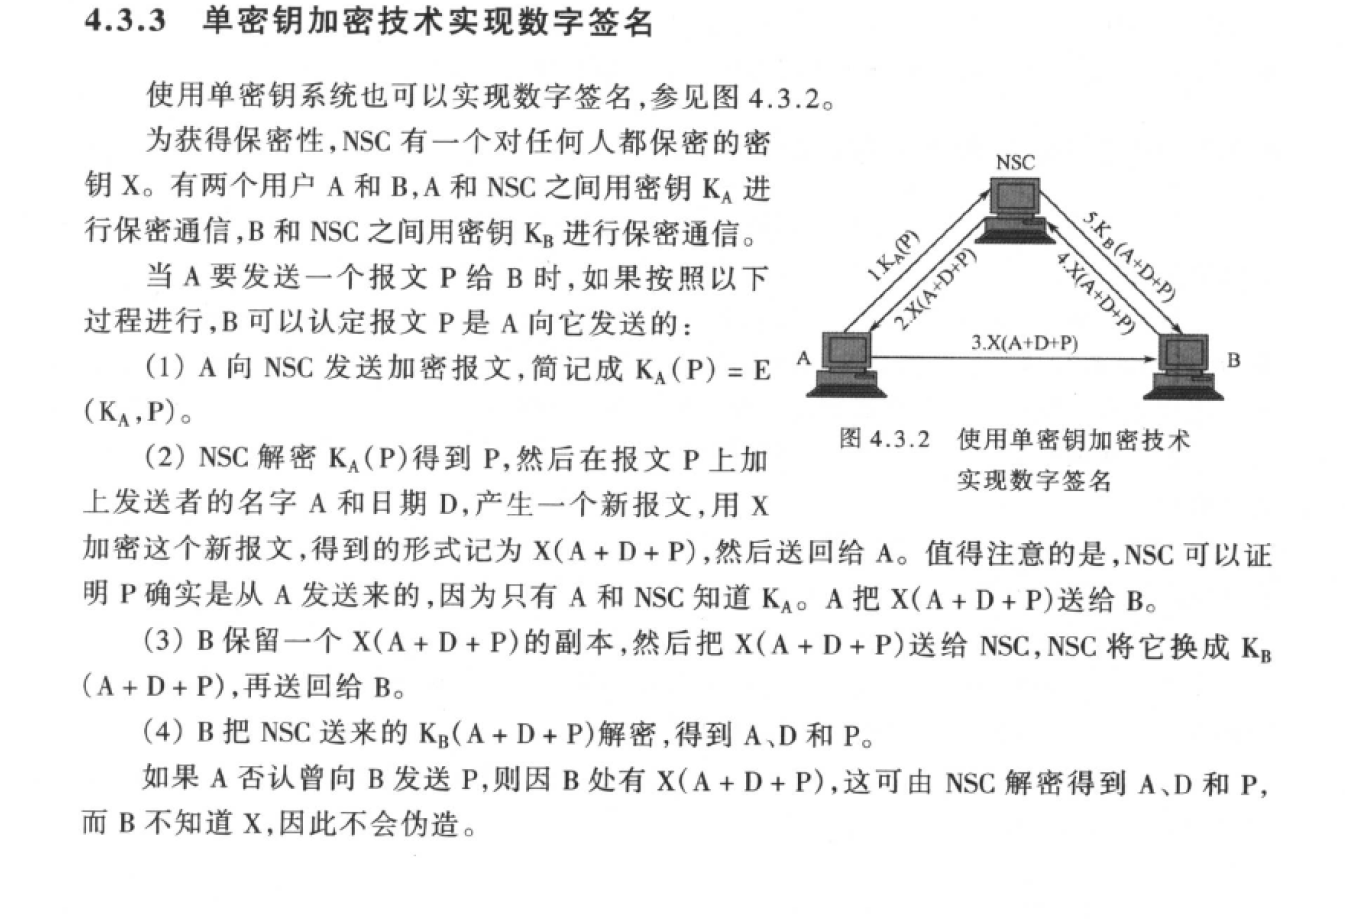 4.3.3 单密钥加密技术实现数字签名
使用单密钥系统也可以实现数字签名,参见图 4.3.2。
为获得保密性,NSC 有一个对任何人都保密的密
钥 X。有两个用户 A 和 B,A 和 NSC 之间用密钥 K_A 进
行保密通信,B 和 NSC 之间用密钥 K_B 进行保密通信。
当 A 要发送一个报文 P 给 B 时,如果按照以下
过程进行,B 可以认定报文 P 是 A 向它发送的:
(1) A 向 NSC 发送加密报文,简记成 K_A(P) = E
(K_A,P)。
(2) NSC 解密 K_A(P)得到 P,然后在报文 P 上加
上发送者的名字 A 和日期 D,产生一个新报文,用 X
NSC
1.K_A(P)
2.X(A+D+P)
5.K_B(A+D+P)
4.X(A+D+P)
3.X(A+D+P)
A
B
图 4.3.2 使用单密钥加密技术
实现数字签名
加密这个新报文,得到的形式记为 X(A + D + P),然后送回给 A。值得注意的是,NSC 可以证
明 P 确实是从 A 发送来的,因为只有 A 和 NSC 知道 K_A。A 把 X(A + D + P)送给 B。
(3) B 保留一个 X(A + D + P)的副本,然后把 X(A + D + P)送给 NSC,NSC 将它换成 K_B
(A + D + P),再送回给 B。
(4) B 把 NSC 送来的 K_B(A + D + P)解密,得到 A、D 和 P。
如果 A 否认曾向 B 发送 P,则因 B 处有 X(A + D + P),这可由 NSC 解密得到 A、D 和 P,
而 B 不知道 X,因此不会伪造。